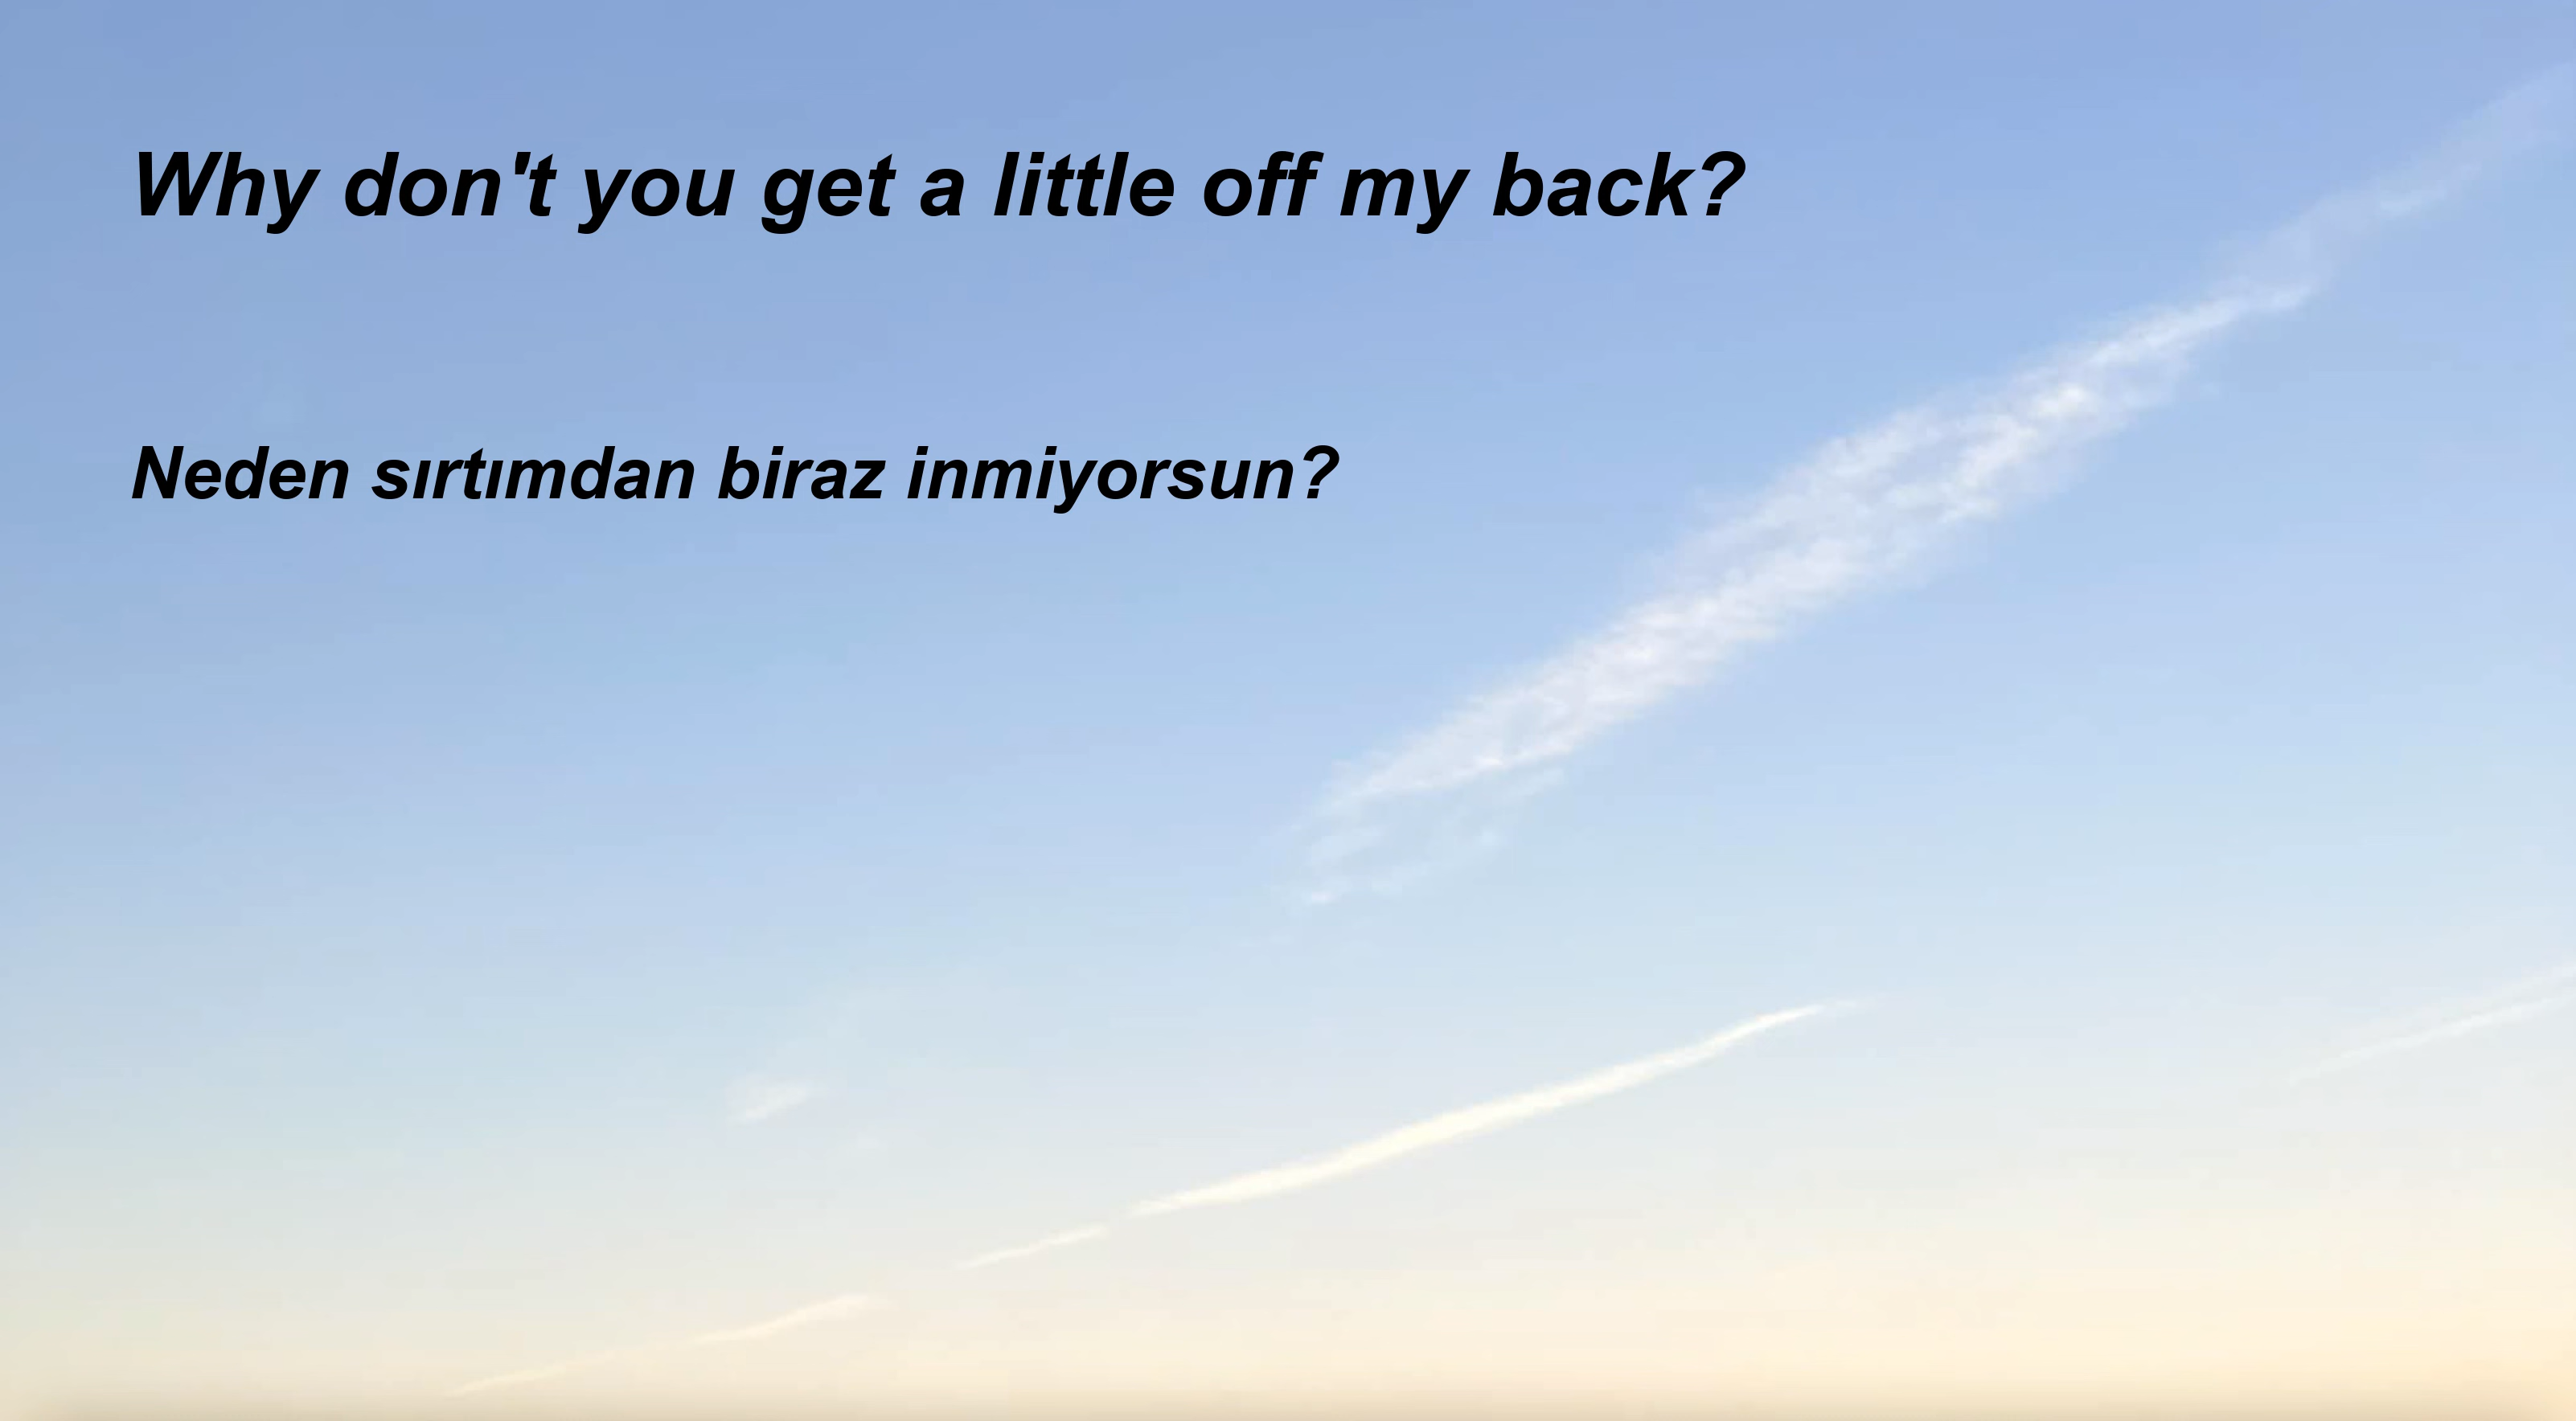 Why don't you get a little off my back?
Neden sırtımdan biraz inmiyorsun?